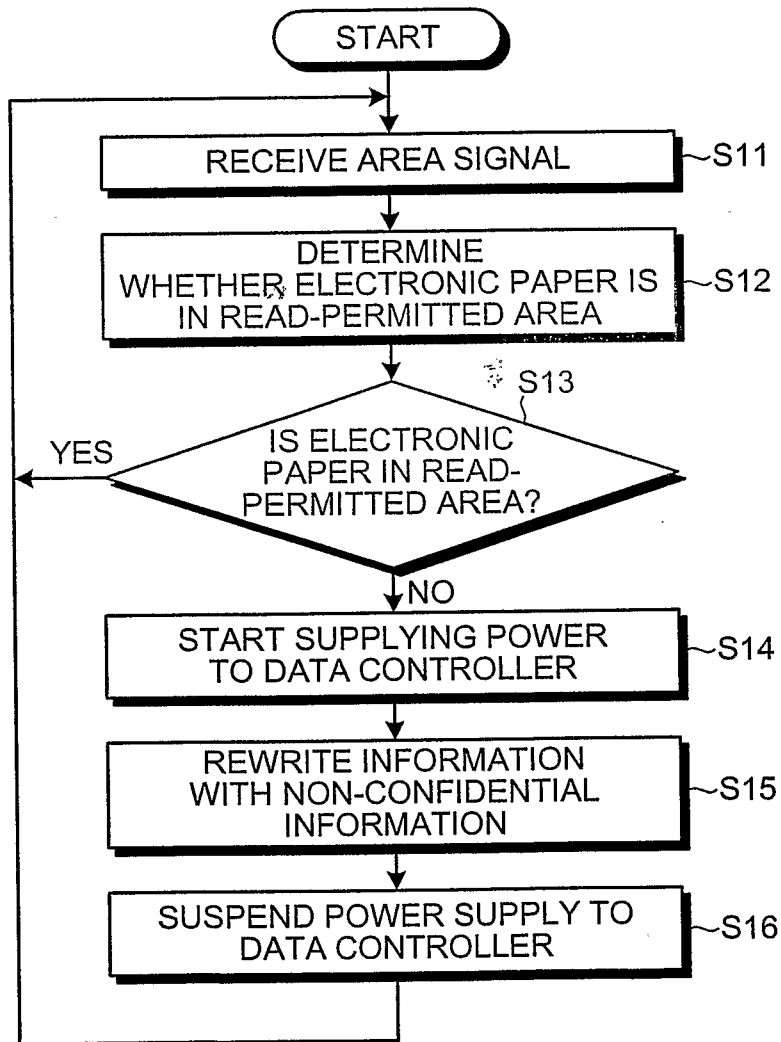 START
RECEIVE AREA SIGNAL
S11
DETERMINE
WHETHER ELECTRONIC PAPER IS
IN READ-PERMITTED AREA
S12
S13
IS ELECTRONIC
PAPER IN READ-
PERMITTED AREA?
YES
NO
START SUPPLYING POWER
TO DATA CONTROLLER
S14
REWRITE INFORMATION
WITH NON-CONFIDENTIAL
INFORMATION
S15
SUSPEND POWER SUPPLY TO
DATA CONTROLLER
S16